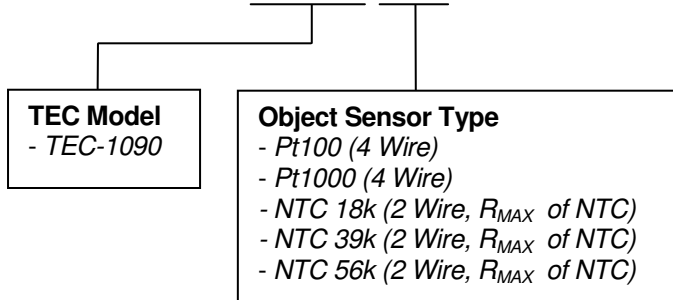 TEC Model
- TEC-1090
Object Sensor Type
- Pt100 (4 Wire)
- Pt1000 (4 Wire)
- NTC 18k (2 Wire, RMAX of NTC)
- NTC 39k (2 Wire, RMAX of NTC)
- NTC 56k (2 Wire, RMAX of NTC)